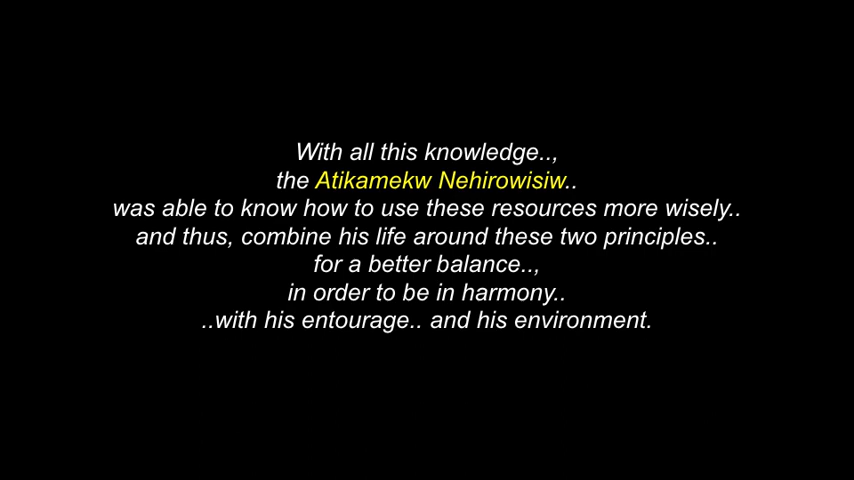 With all this knowledge..,
the Atikamekw Nehirowisiw..
was able to know how to use these resources more wisely..
and thus, combine his life around these two principles..
for a better balance..,
in order to be in harmony..
..with his entourage.. and his environment.